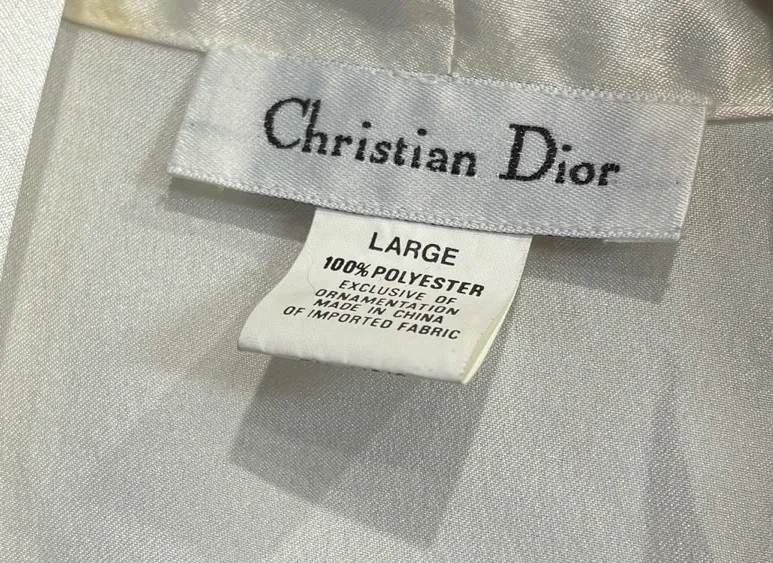 Christian Dior
LARGE
100% POLYESTER
EXCLUSIVE OF
ORNAMENTATION
MADE IN CHINA
OF IMPORTED FABRIC